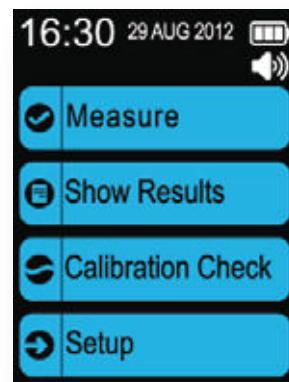 16:30 29 AUG 2012
Measure
Show Results
Calibration Check
Setup